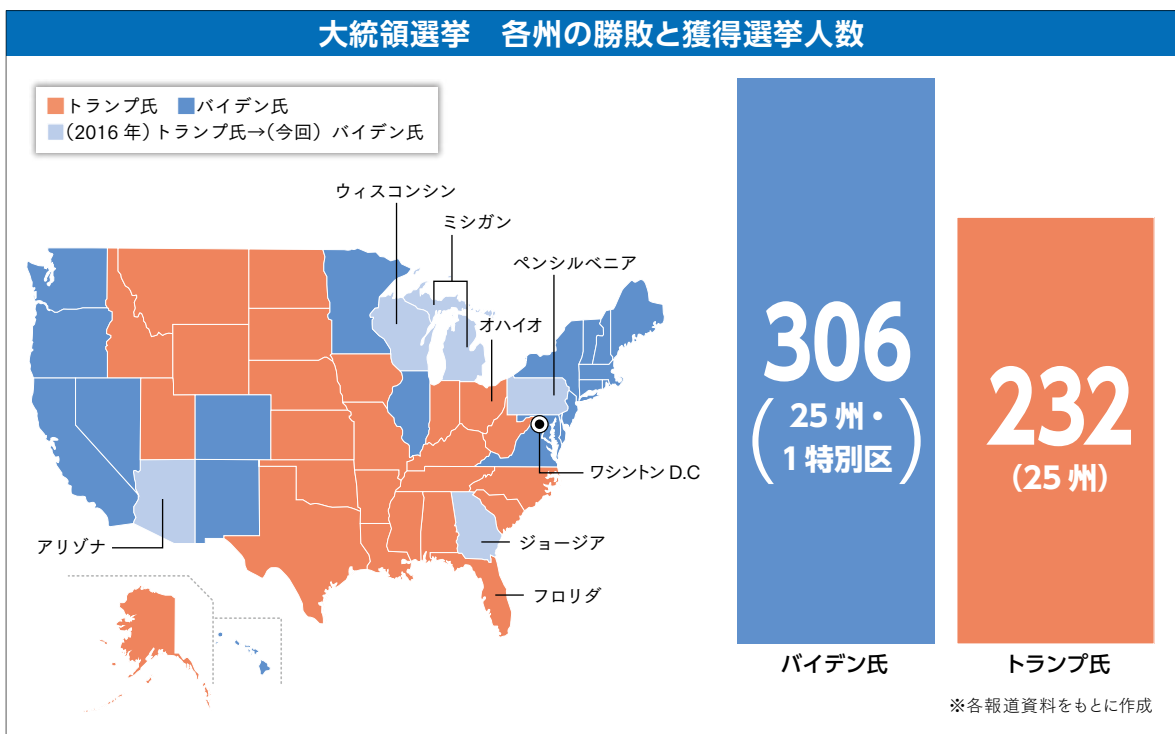 大統領選挙　各州の勝敗と獲得選挙人数
トランプ氏 バイデン氏
(2016年)トランプ氏→(今回) バイデン氏
ウィスコンシン
ミシガン
ペンシルベニア
オハイオ
ワシントン D.C
アリゾナ
ジョージア
フロリダ
306
(25州・
1特別区)
バイデン氏
232
(25州)
トランプ氏
※各報道資料をもとに作成